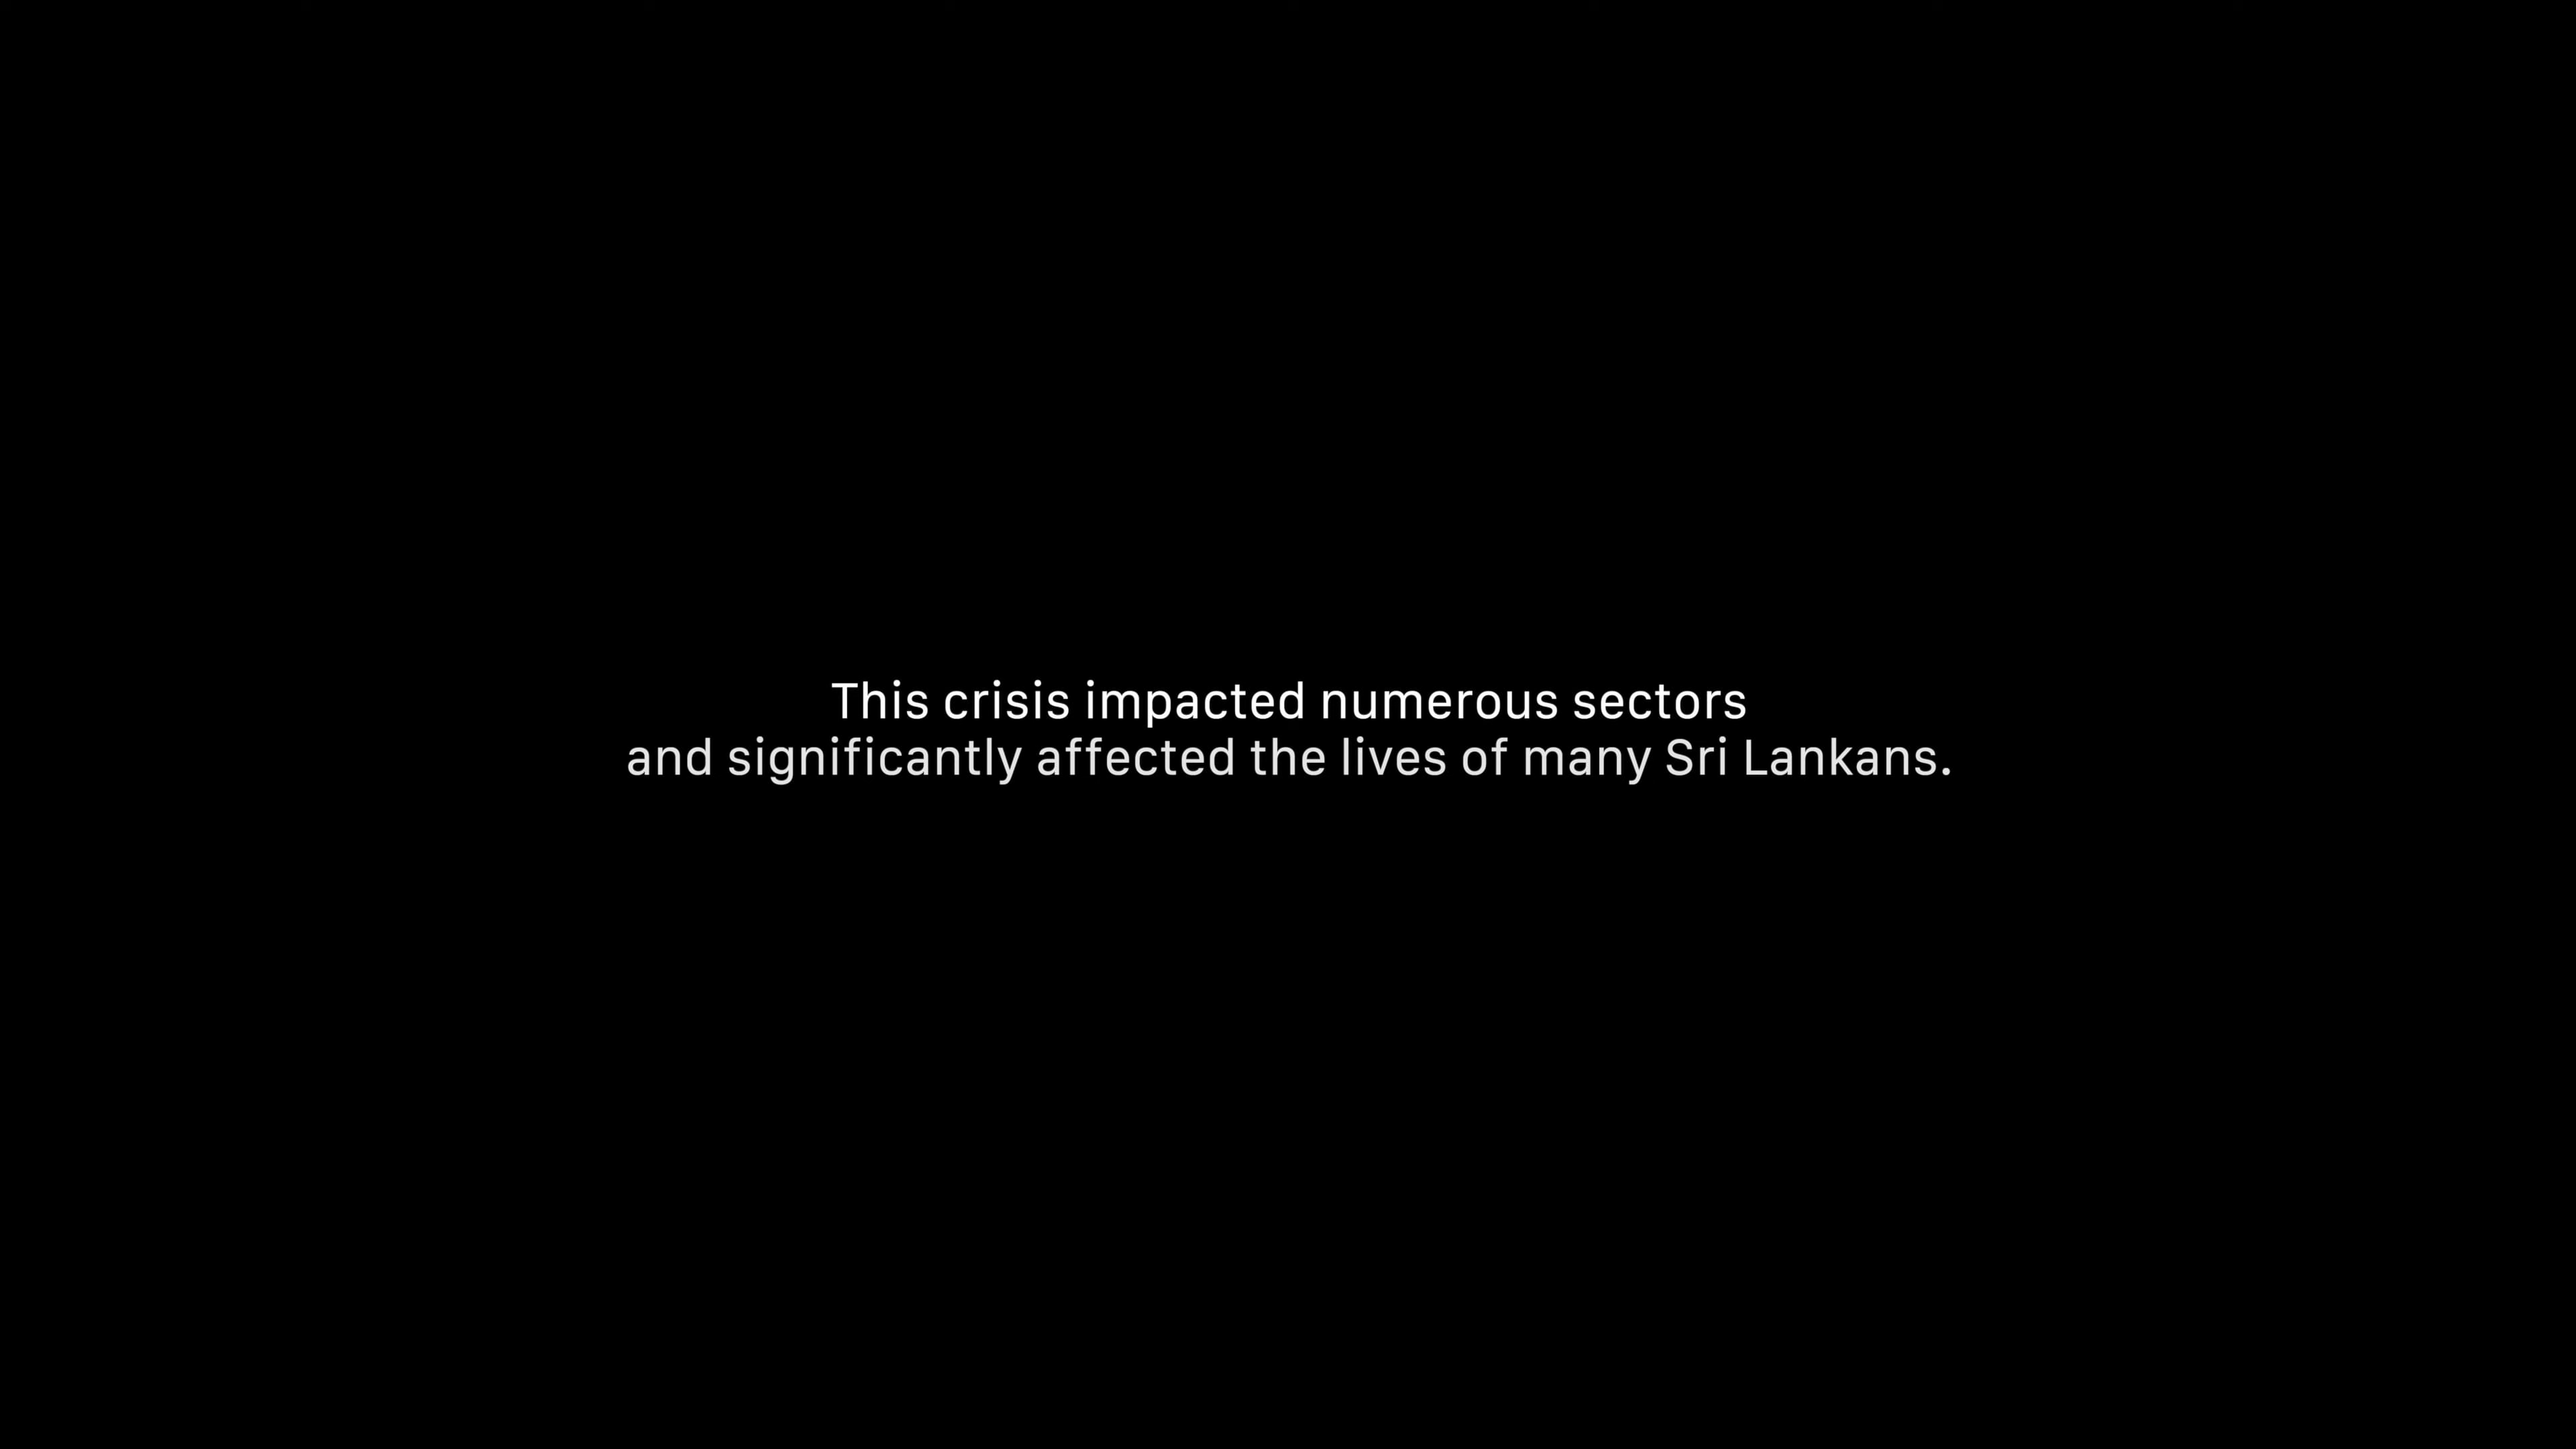 This crisis impacted numerous sectors
and significantly affected the lives of many Sri Lankans.